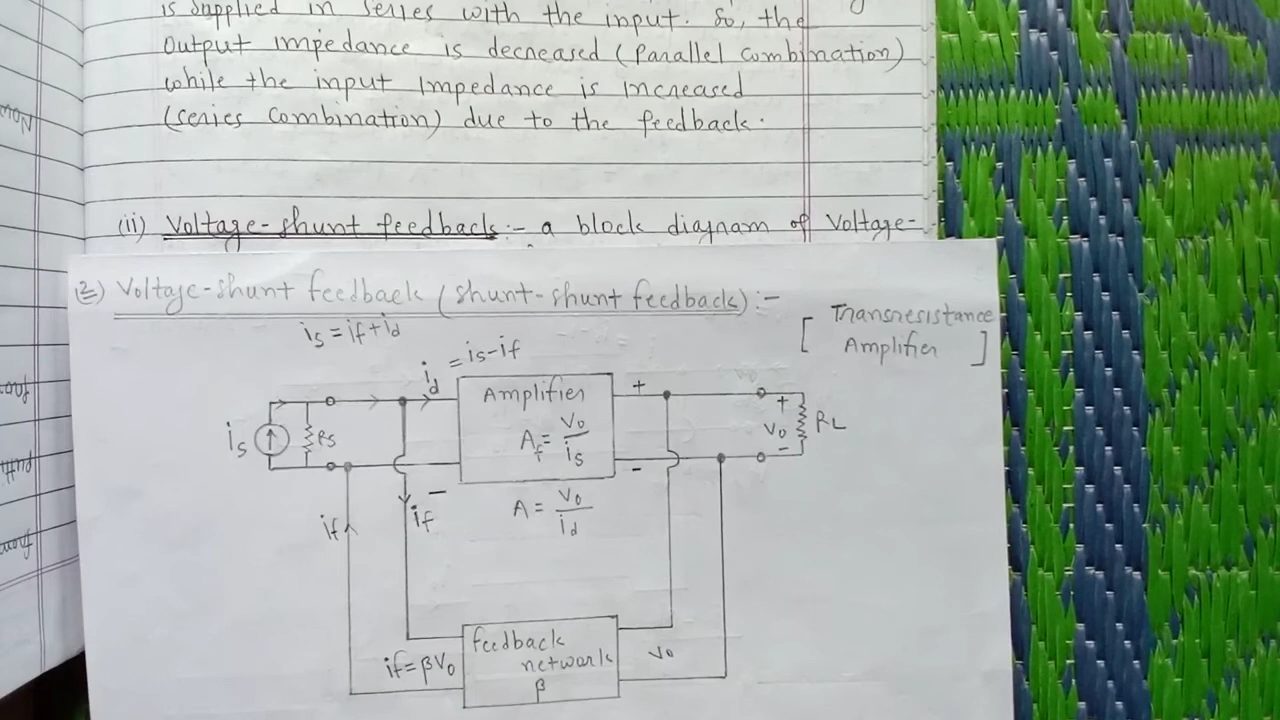 is supplied in series with the input. So, the
output impedance is decreased (Parallel combination)
while the input impedance is increased
(series combination) due to the feedback.
(ii) Voltage-shunt feedback:- a block diagram of Voltage-
(2) Voltage-shunt feedback (shunt-shunt feedback):-
[ Transresistance
Amplifier ]
is = if + id
id = is - if
Amplifier
Af = Vo/is
A = Vo/id
is
Rs
+
-
+
Vo
-
RL
if
-
if
if = βVo
feedback
network
β
Vo
Now